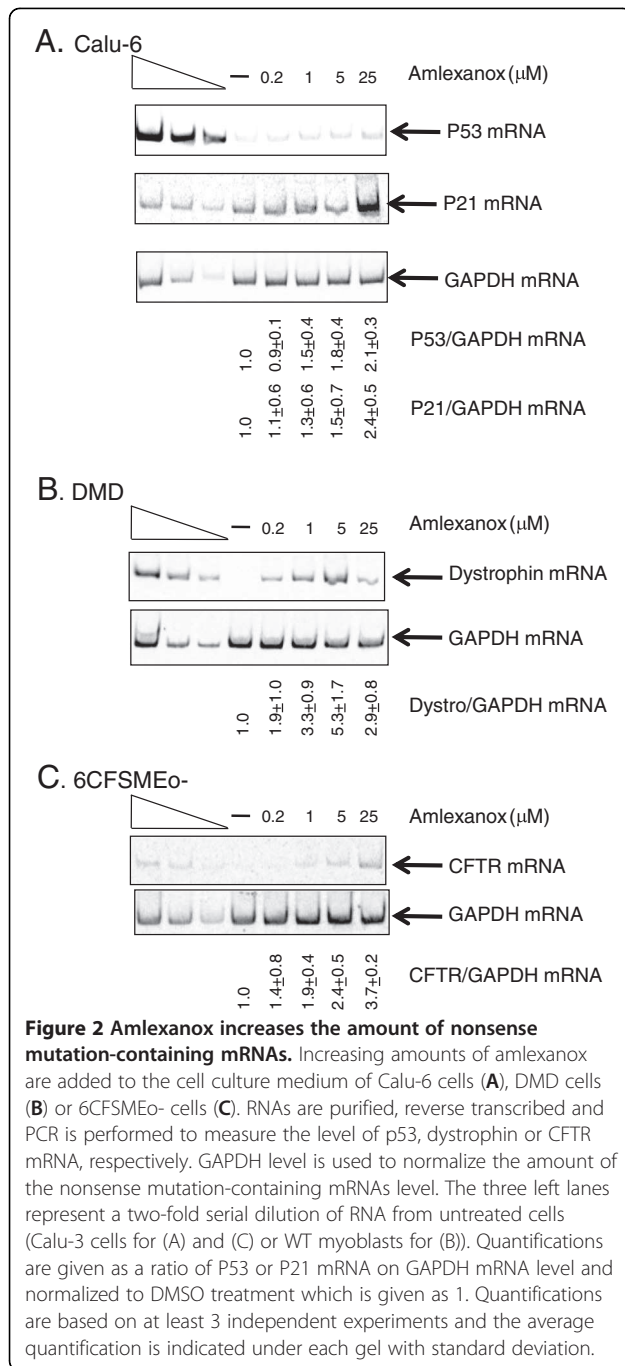 A. Calu-6
— 0.2 1 5 25 Amlexanox (μM)
P53 mRNA
P21 mRNA
GAPDH mRNA
1.0 0.9±0.1 1.5±0.4 1.8±0.4 2.1±0.3 P53/GAPDH mRNA
1.0 1.1±0.6 1.3±0.6 1.5±0.7 2.4±0.5 P21/GAPDH mRNA
B. DMD
— 0.2 1 5 25 Amlexanox (μM)
Dystrophin mRNA
GAPDH mRNA
1.0 1.9±1.0 3.3±0.9 5.3±1.7 2.9±0.8 Dystro/GAPDH mRNA
C. 6CFSMEo-
— 0.2 1 5 25 Amlexanox (μM)
CFTR mRNA
GAPDH mRNA
1.0 1.4±0.8 1.9±0.4 2.4±0.5 3.7±0.2 CFTR/GAPDH mRNA
Figure 2 Amlexanox increases the amount of nonsense
mutation-containing mRNAs. Increasing amounts of amlexanox
are added to the cell culture medium of Calu-6 cells (A), DMD cells
(B) or 6CFSMEo- cells (C). RNAs are purified, reverse transcribed and
PCR is performed to measure the level of p53, dystrophin or CFTR
mRNA, respectively. GAPDH level is used to normalize the amount of
the nonsense mutation-containing mRNAs level. The three left lanes
represent a two-fold serial dilution of RNA from untreated cells
(Calu-3 cells for (A) and (C) or WT myoblasts for (B)). Quantifications
are given as a ratio of P53 or P21 mRNA on GAPDH mRNA level and
normalized to DMSO treatment which is given as 1. Quantifications
are based on at least 3 independent experiments and the average
quantification is indicated under each gel with standard deviation.